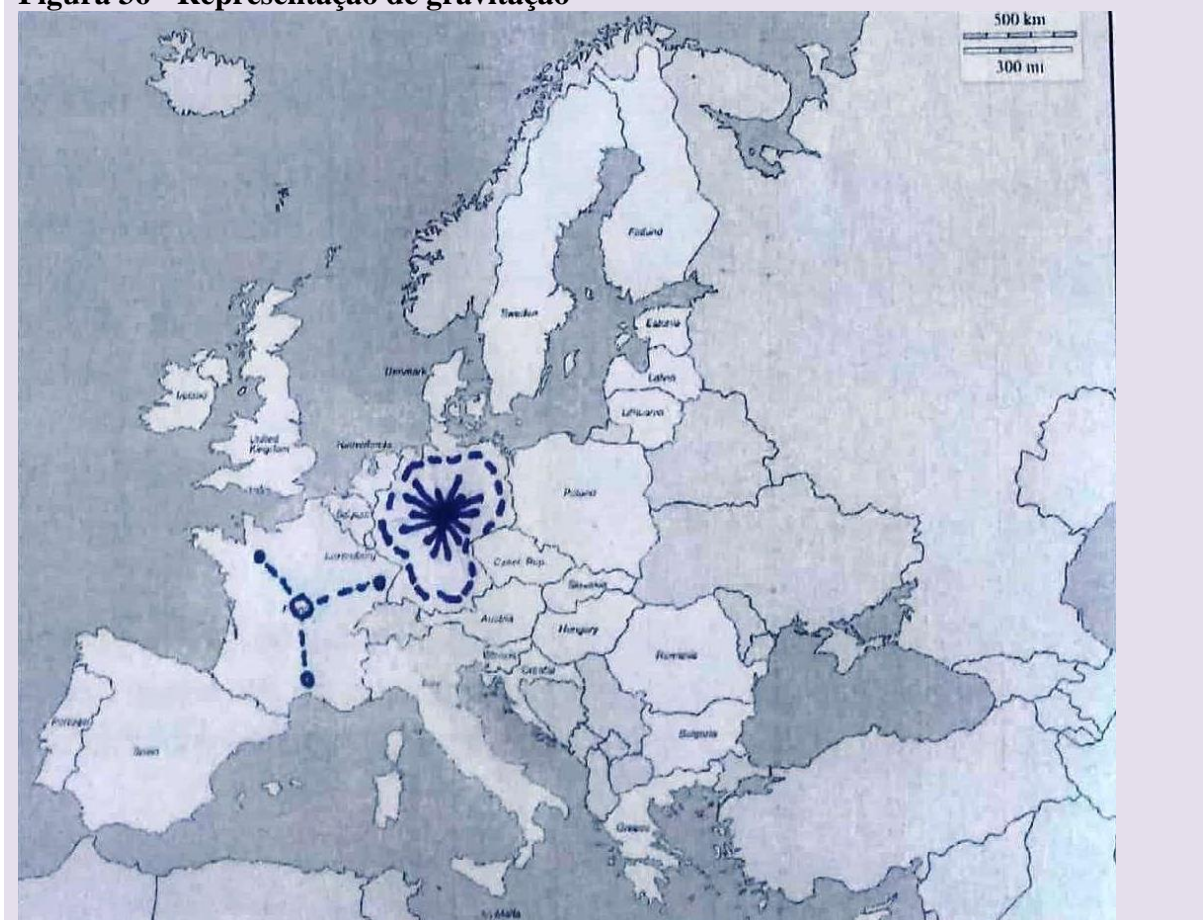 Figura 36 - Representação de gravitação
500 km
300 mi
Finland
Sweden
Estonia
Denmark
Latvia
Lithuania
Ireland
United
Kingdom
Netherlands
Poland
Belgium
Luxembourg
Czech Rep.
Slovakia
Austria
Hungary
Romania
Croatia
Italy
Portugal
Spain
Bulgaria
Greece
Malta